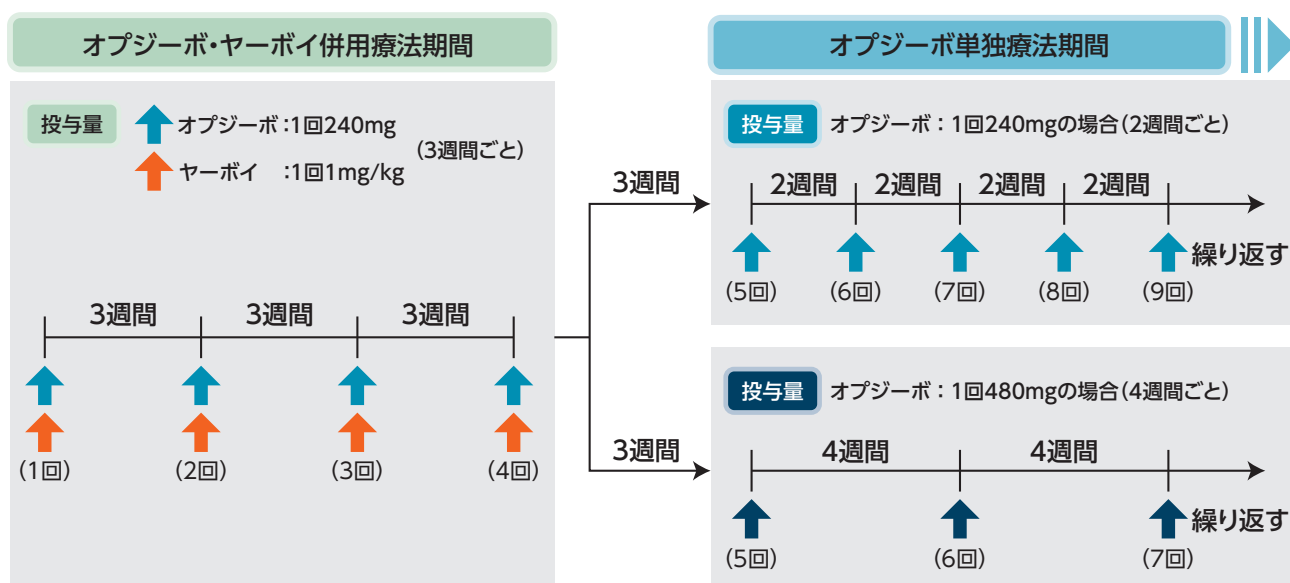 オプジーボ・ヤーボイ併用療法期間
投与量
オプジーボ：1回240mg
ヤーボイ　：1回1mg/kg
(3週間ごと)
3週間 3週間 3週間
(1回) (2回) (3回) (4回)
3週間
3週間
オプジーボ単独療法期間
投与量 オプジーボ：1回240mgの場合(2週間ごと)
2週間 2週間 2週間 2週間
繰り返す
(5回) (6回) (7回) (8回) (9回)
投与量 オプジーボ：1回480mgの場合(4週間ごと)
4週間 4週間
繰り返す
(5回) (6回) (7回)